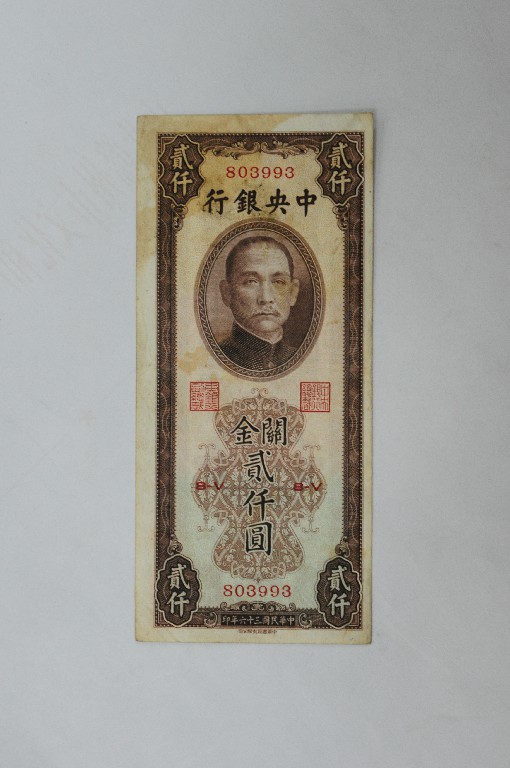 貳仟 貳仟
803993
中央銀行
關金
貳仟圓
B-V B-V
803993
貳仟 貳仟
中華民國三十六年印